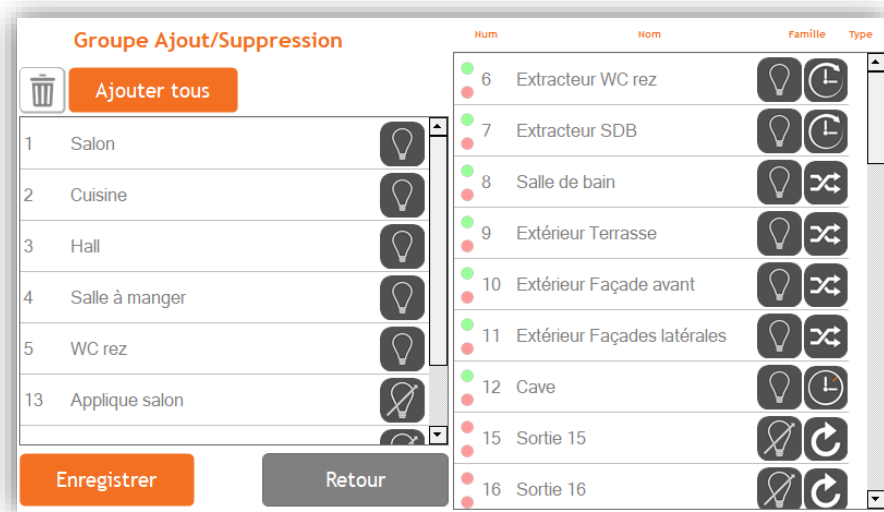 Groupe Ajout/Suppression
Ajouter tous
1 Salon
2 Cuisine
3 Hall
4 Salle à manger
5 WC rez
13 Applique salon
Enregistrer Retour
Num Nom Famille Type
6 Extracteur WC rez
7 Extracteur SDB
8 Salle de bain
9 Extérieur Terrasse
10 Extérieur Façade avant
11 Extérieur Façades latérales
12 Cave
15 Sortie 15
16 Sortie 16